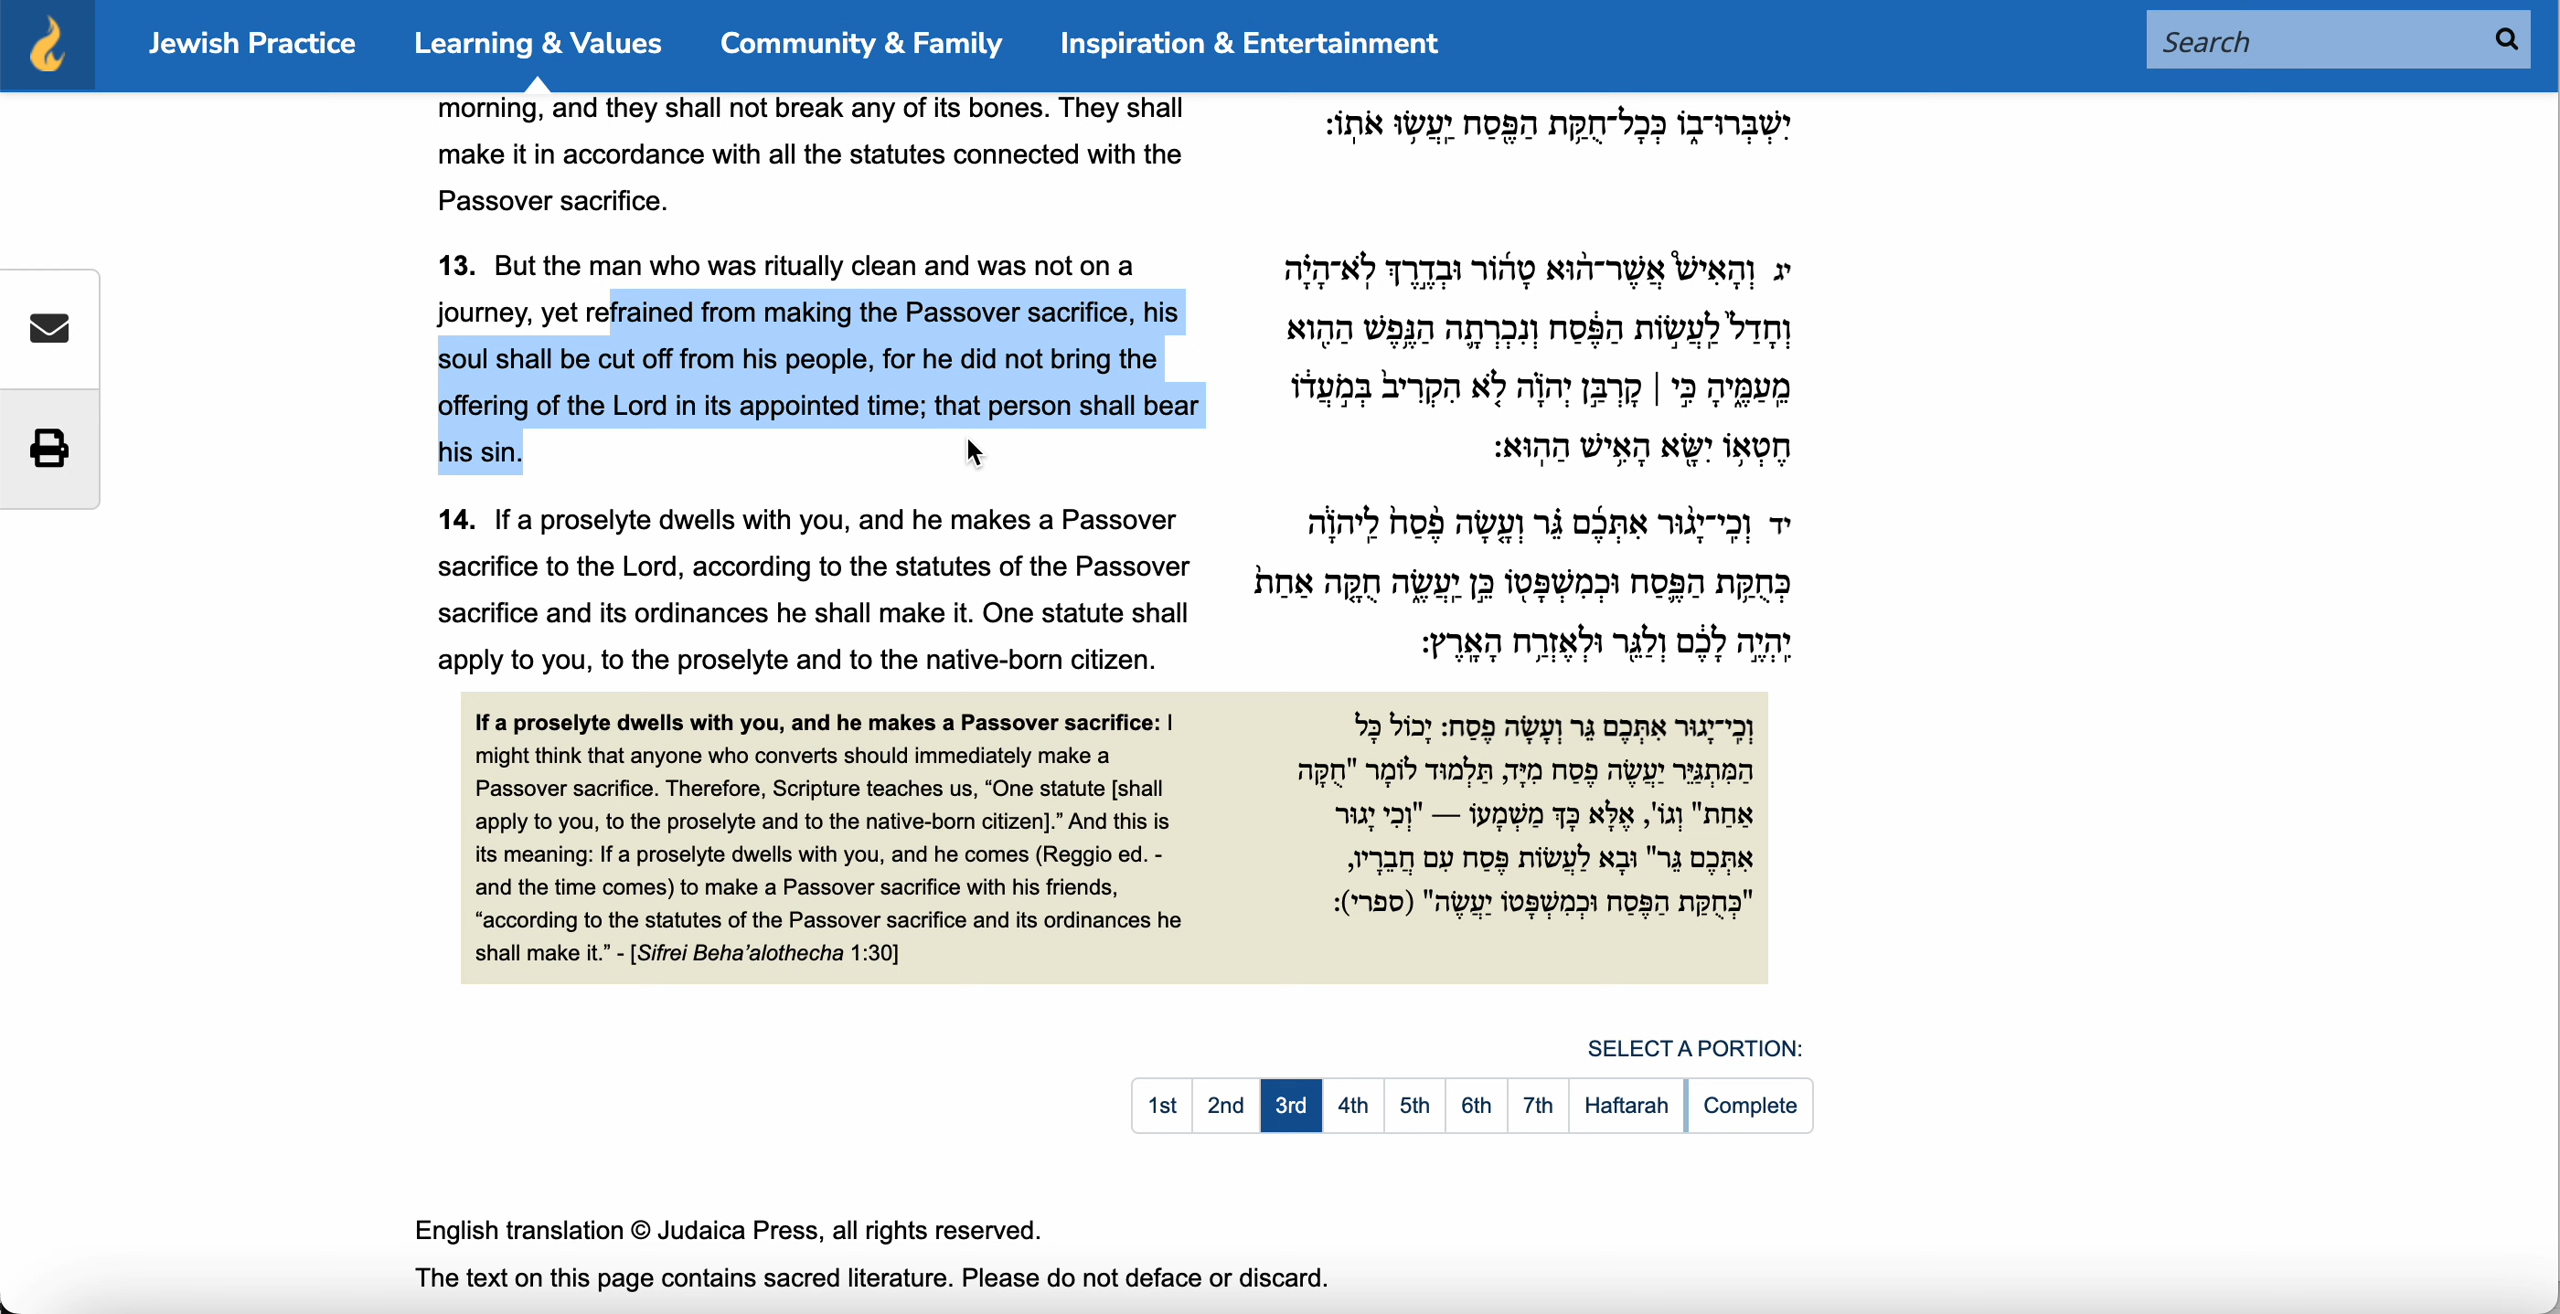 Jewish Practice
Learning & Values
Community & Family
Inspiration & Entertainment
Search
morning, and they shall not break any of its bones. They shall
make it in accordance with all the statutes connected with the
Passover sacrifice.
יִשְׁבְּרוּ־ב֑וֹ כְּכָל־חֻקַּ֥ת הַפֶּ֖סַח יַֽעֲשׂ֥וּ אֹתֽוֹ:
13. But the man who was ritually clean and was not on a
journey, yet refrained from making the Passover sacrifice, his
soul shall be cut off from his people, for he did not bring the
offering of the Lord in its appointed time; that person shall bear
his sin.
יג וְהָאִישׁ֩ אֲשֶׁר־ה֨וּא טָה֜וֹר וּבְדֶ֣רֶךְ לֹֽא־הָיָ֗ה
וְחָדַל֙ לַֽעֲשׂ֣וֹת הַפֶּ֔סַח וְנִכְרְתָ֛ה הַנֶּ֥פֶשׁ הַהִ֖וא
מֵֽעַמֶּ֑יהָ כִּ֣י | קָרְבַּ֣ן יְהֹוָ֗ה לֹ֤א הִקְרִיב֙ בְּמֹ֣עֲד֔וֹ
חֶטְא֥וֹ יִשָּׂ֖א הָאִ֥ישׁ הַהֽוּא:
14. If a proselyte dwells with you, and he makes a Passover
sacrifice to the Lord, according to the statutes of the Passover
sacrifice and its ordinances he shall make it. One statute shall
apply to you, to the proselyte and to the native-born citizen.
יד וְכִֽי־יָג֨וּר אִתְּכֶ֜ם גֵּ֗ר וְעָ֤שָׂה פֶ֨סַח֙ לַֽיהֹוָ֔ה
כְּחֻקַּ֥ת הַפֶּ֛סַח וּכְמִשְׁפָּט֖וֹ כֵּ֣ן יַֽעֲשֶׂ֑ה חֻקָּ֤ה אַחַת֙
יִֽהְיֶ֣ה לָכֶ֔ם וְלַגֵּ֖ר וּלְאֶזְרַ֥ח הָאָֽרֶץ:
If a proselyte dwells with you, and he makes a Passover sacrifice: I
might think that anyone who converts should immediately make a
Passover sacrifice. Therefore, Scripture teaches us, “One statute [shall
apply to you, to the proselyte and to the native-born citizen].” And this is
its meaning: If a proselyte dwells with you, and he comes (Reggio ed. -
and the time comes) to make a Passover sacrifice with his friends,
“according to the statutes of the Passover sacrifice and its ordinances he
shall make it.” - [Sifrei Beha’alothecha 1:30]
וְכִי־יָגוּר אִתְּכֶם גֵּר וְעָשָׂה פֶסַח: יָכוֹל כָּל
הַמִּתְגַּיֵּר יַעֲשֶׂה פֶסַח מִיָּד, תַּלְמוּד לוֹמָר "חֻקָּה
אַחַת" וְגוֹ', אֶלָּא כָּךְ מַשְׁמָעוֹ — "וְכִי יָגוּר
אִתְּכֶם גֵּר" וּבָא לַעֲשׂוֹת פֶּסַח עִם חֲבֵרָיו,
"כְּחֻקַּת הַפֶּסַח וּכְמִשְׁפָּטוֹ יַעֲשֶׂה" (ספרי):
SELECT A PORTION:
1st 2nd 3rd 4th 5th 6th 7th Haftarah Complete
English translation © Judaica Press, all rights reserved.
The text on this page contains sacred literature. Please do not deface or discard.